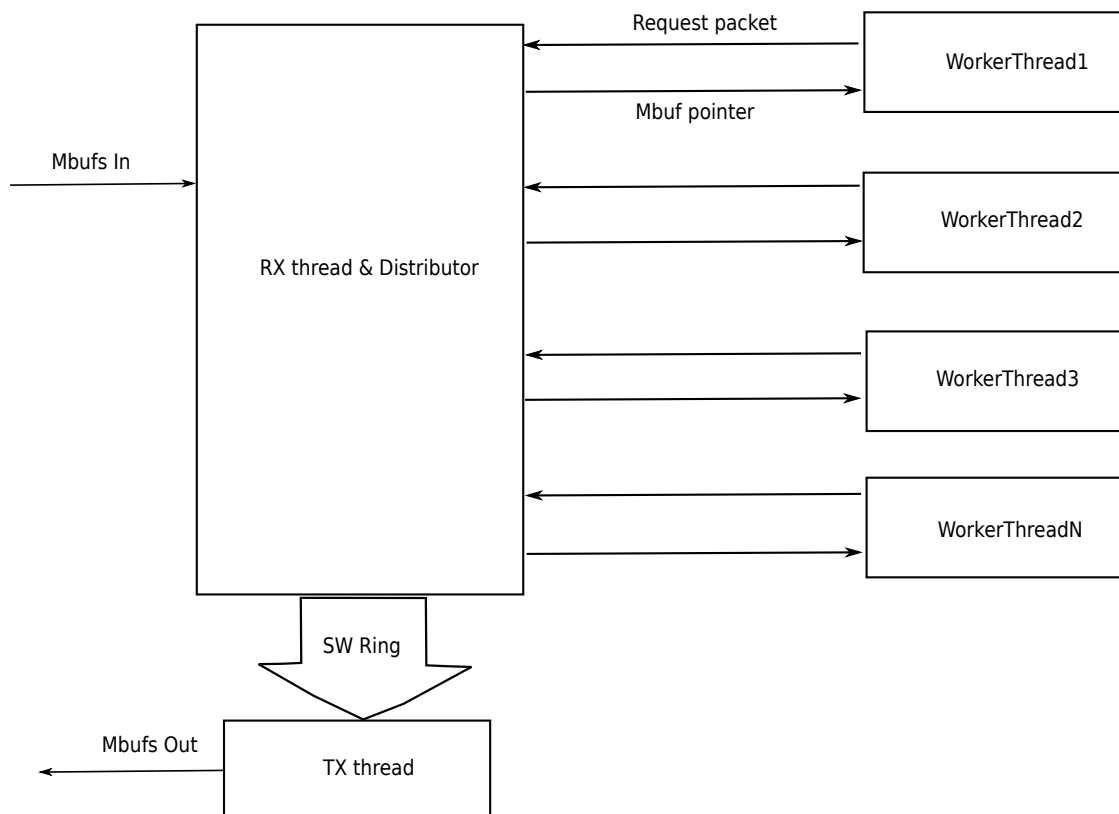 Request packet
WorkerThread1
Mbuf pointer
Mbufs In
WorkerThread2
RX thread & Distributor
WorkerThread3
WorkerThreadN
SW Ring
Mbufs Out
TX thread